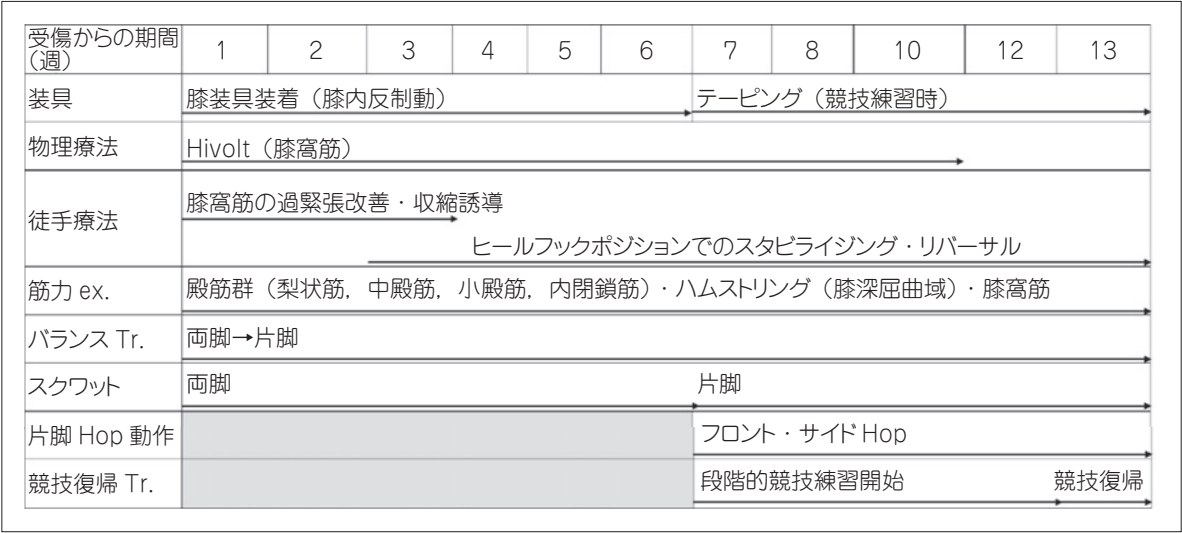 受傷からの期間
（週）
1 2 3 4 5 6 7 8 10 12 13
装具 膝装具装着（膝内反制動） テーピング（競技練習時）
物理療法 Hivolt（膝窩筋）
徒手療法
膝窩筋の過緊張改善・収縮誘導
ヒールフックポジションでのスタビライジング・リバーサル
筋力 ex. 殿筋群（梨状筋，中殿筋，小殿筋，内閉鎖筋）・ハムストリング（膝深屈曲域）・膝窩筋
バランス Tr. 両脚→片脚
スクワット 両脚 片脚
片脚 Hop 動作 フロント・サイド Hop
競技復帰 Tr. 段階的競技練習開始 競技復帰